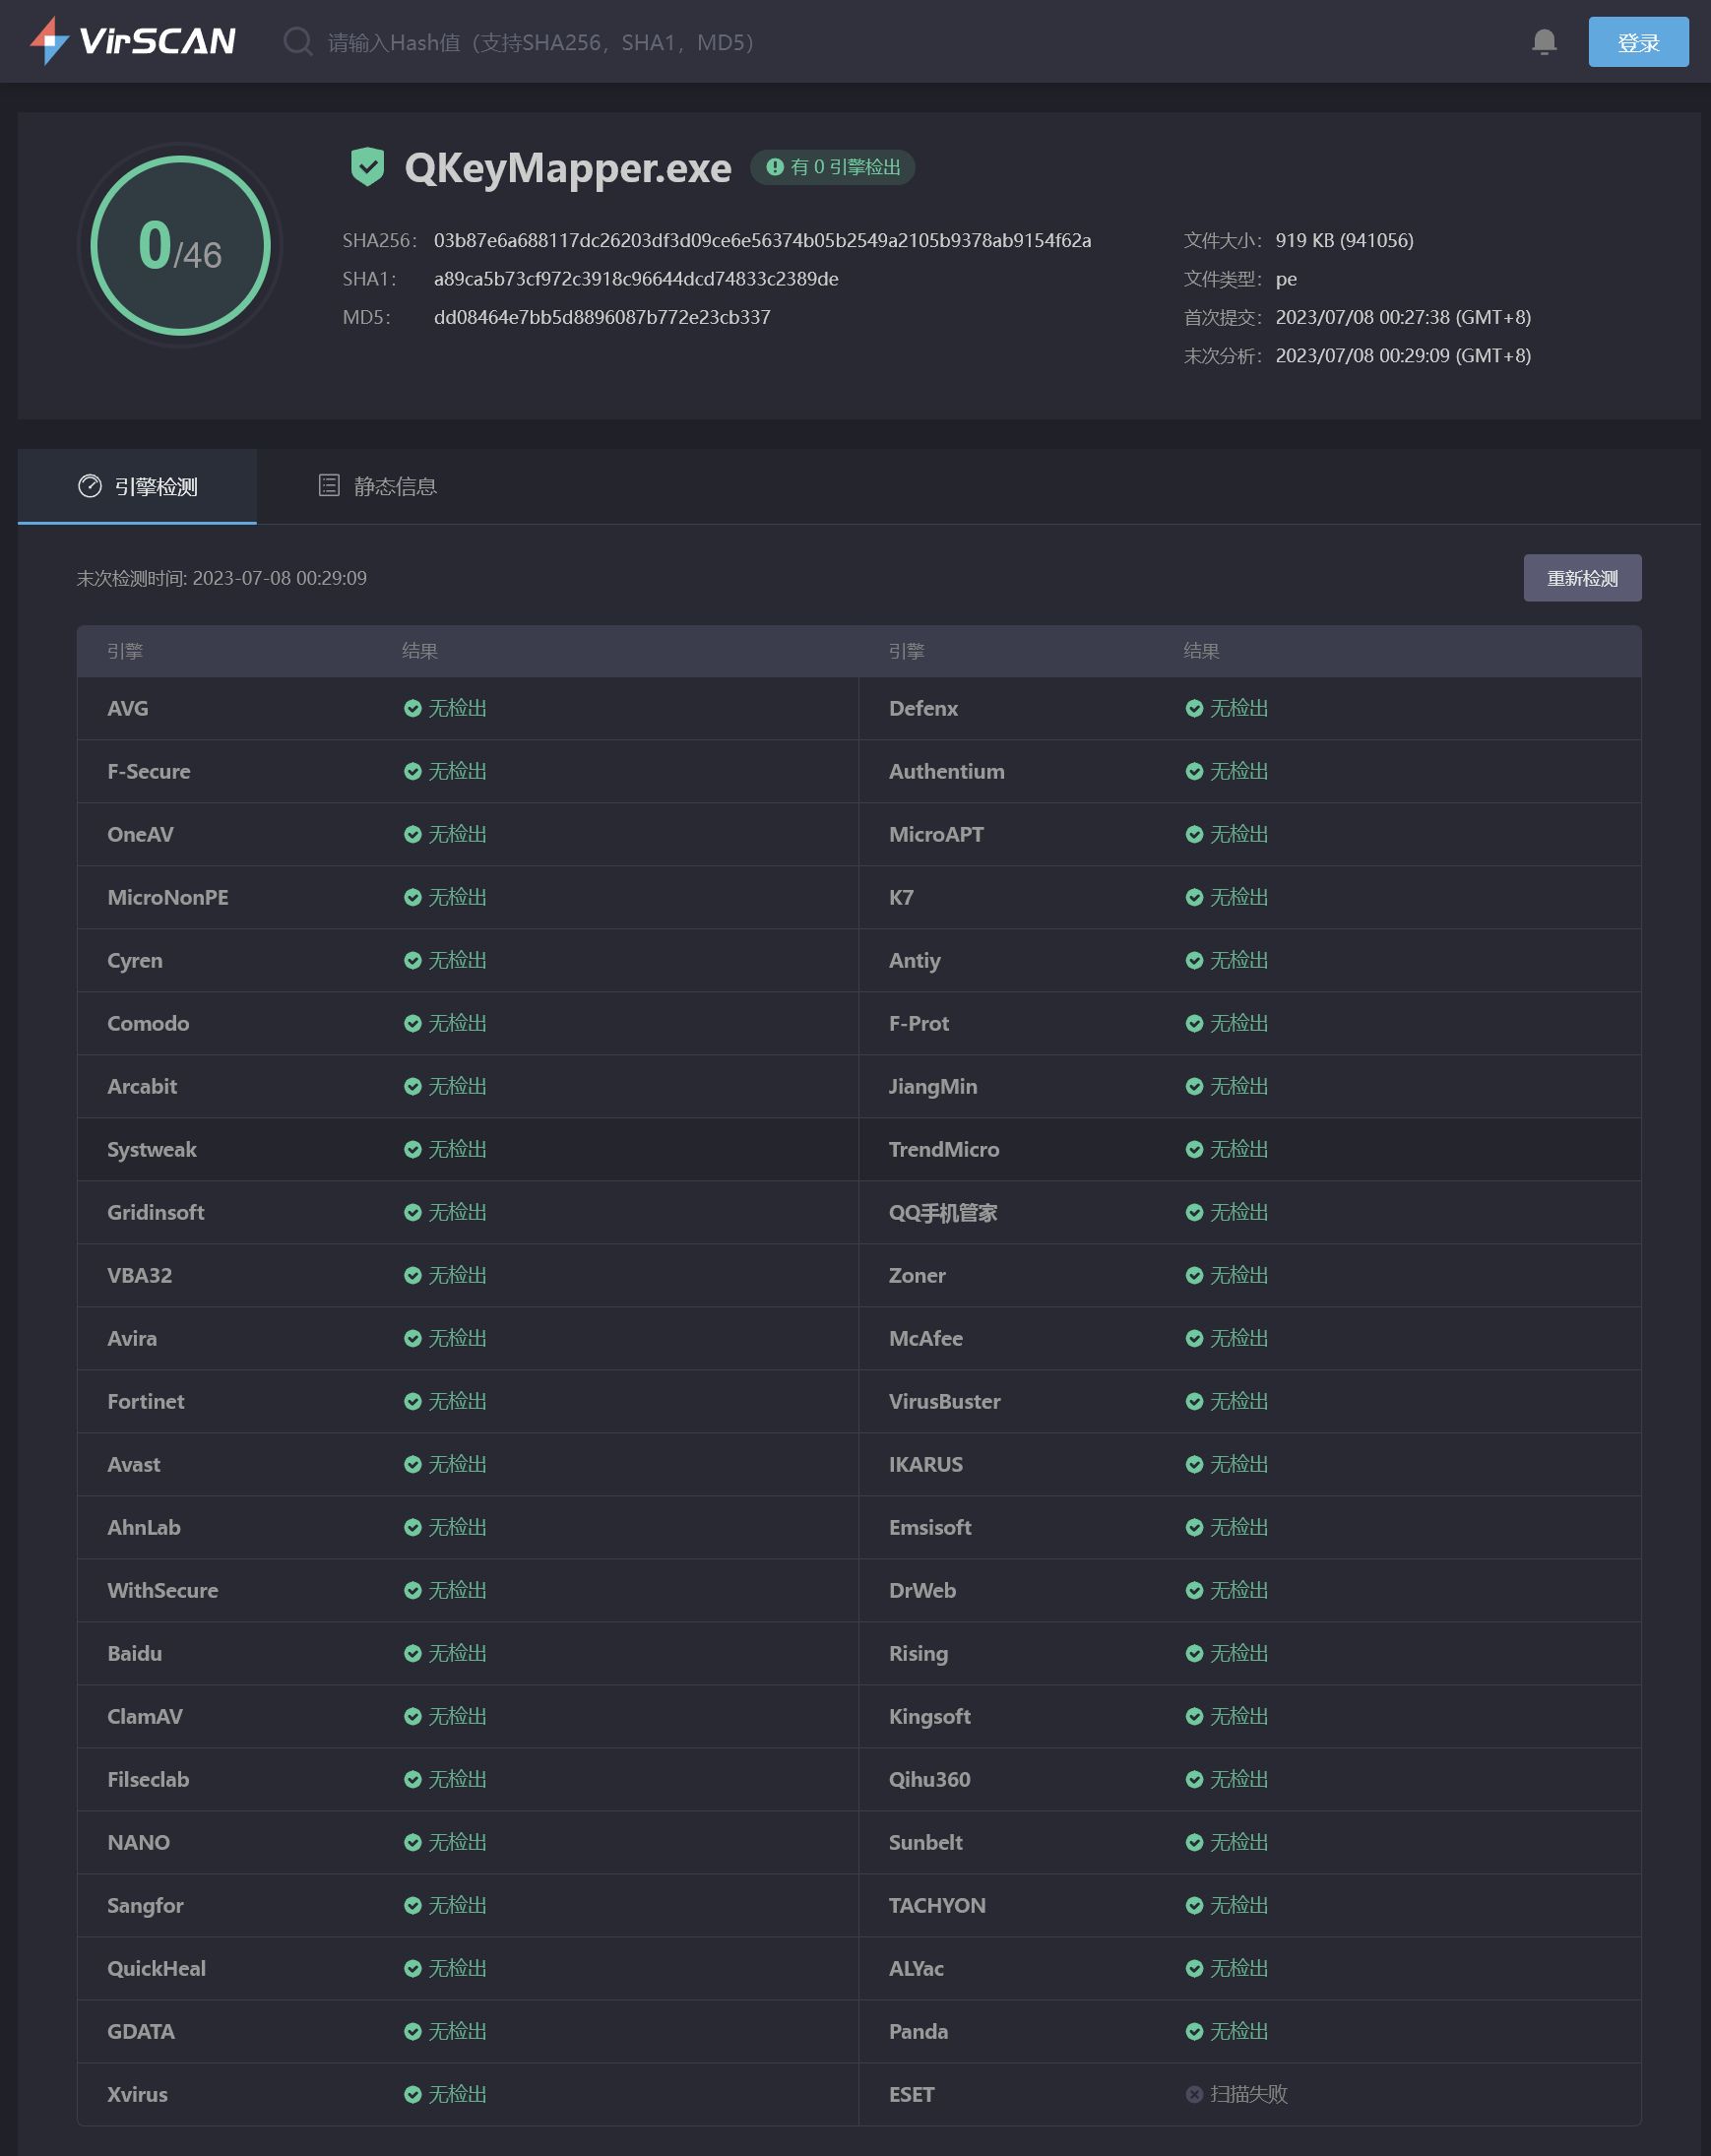 VirSCAN
请输入Hash值（支持SHA256，SHA1，MD5）
登录
0/46
QKeyMapper.exe
有 0 引擎检出
SHA256: 03b87e6a688117dc26203df3d09ce6e56374b05b2549a2105b9378ab9154f62a
文件大小: 919 KB (941056)
SHA1: a89ca5b73cf972c3918c96644dcd74833c2389de
文件类型: pe
MD5: dd08464e7bb5d8896087b772e23cb337
首次提交: 2023/07/08 00:27:38 (GMT+8)
末次分析: 2023/07/08 00:29:09 (GMT+8)
引擎检测 静态信息
末次检测时间: 2023-07-08 00:29:09
重新检测
引擎 结果 引擎 结果
AVG 无检出 Defenx 无检出
F-Secure 无检出 Authentium 无检出
OneAV 无检出 MicroAPT 无检出
MicroNonPE 无检出 K7 无检出
Cyren 无检出 Antiy 无检出
Comodo 无检出 F-Prot 无检出
Arcabit 无检出 JiangMin 无检出
Systweak 无检出 TrendMicro 无检出
Gridinsoft 无检出 QQ手机管家 无检出
VBA32 无检出 Zoner 无检出
Avira 无检出 McAfee 无检出
Fortinet 无检出 VirusBuster 无检出
Avast 无检出 IKARUS 无检出
AhnLab 无检出 Emsisoft 无检出
WithSecure 无检出 DrWeb 无检出
Baidu 无检出 Rising 无检出
ClamAV 无检出 Kingsoft 无检出
Filseclab 无检出 Qihu360 无检出
NANO 无检出 Sunbelt 无检出
Sangfor 无检出 TACHYON 无检出
QuickHeal 无检出 ALYac 无检出
GDATA 无检出 Panda 无检出
Xvirus 无检出 ESET 扫描失败